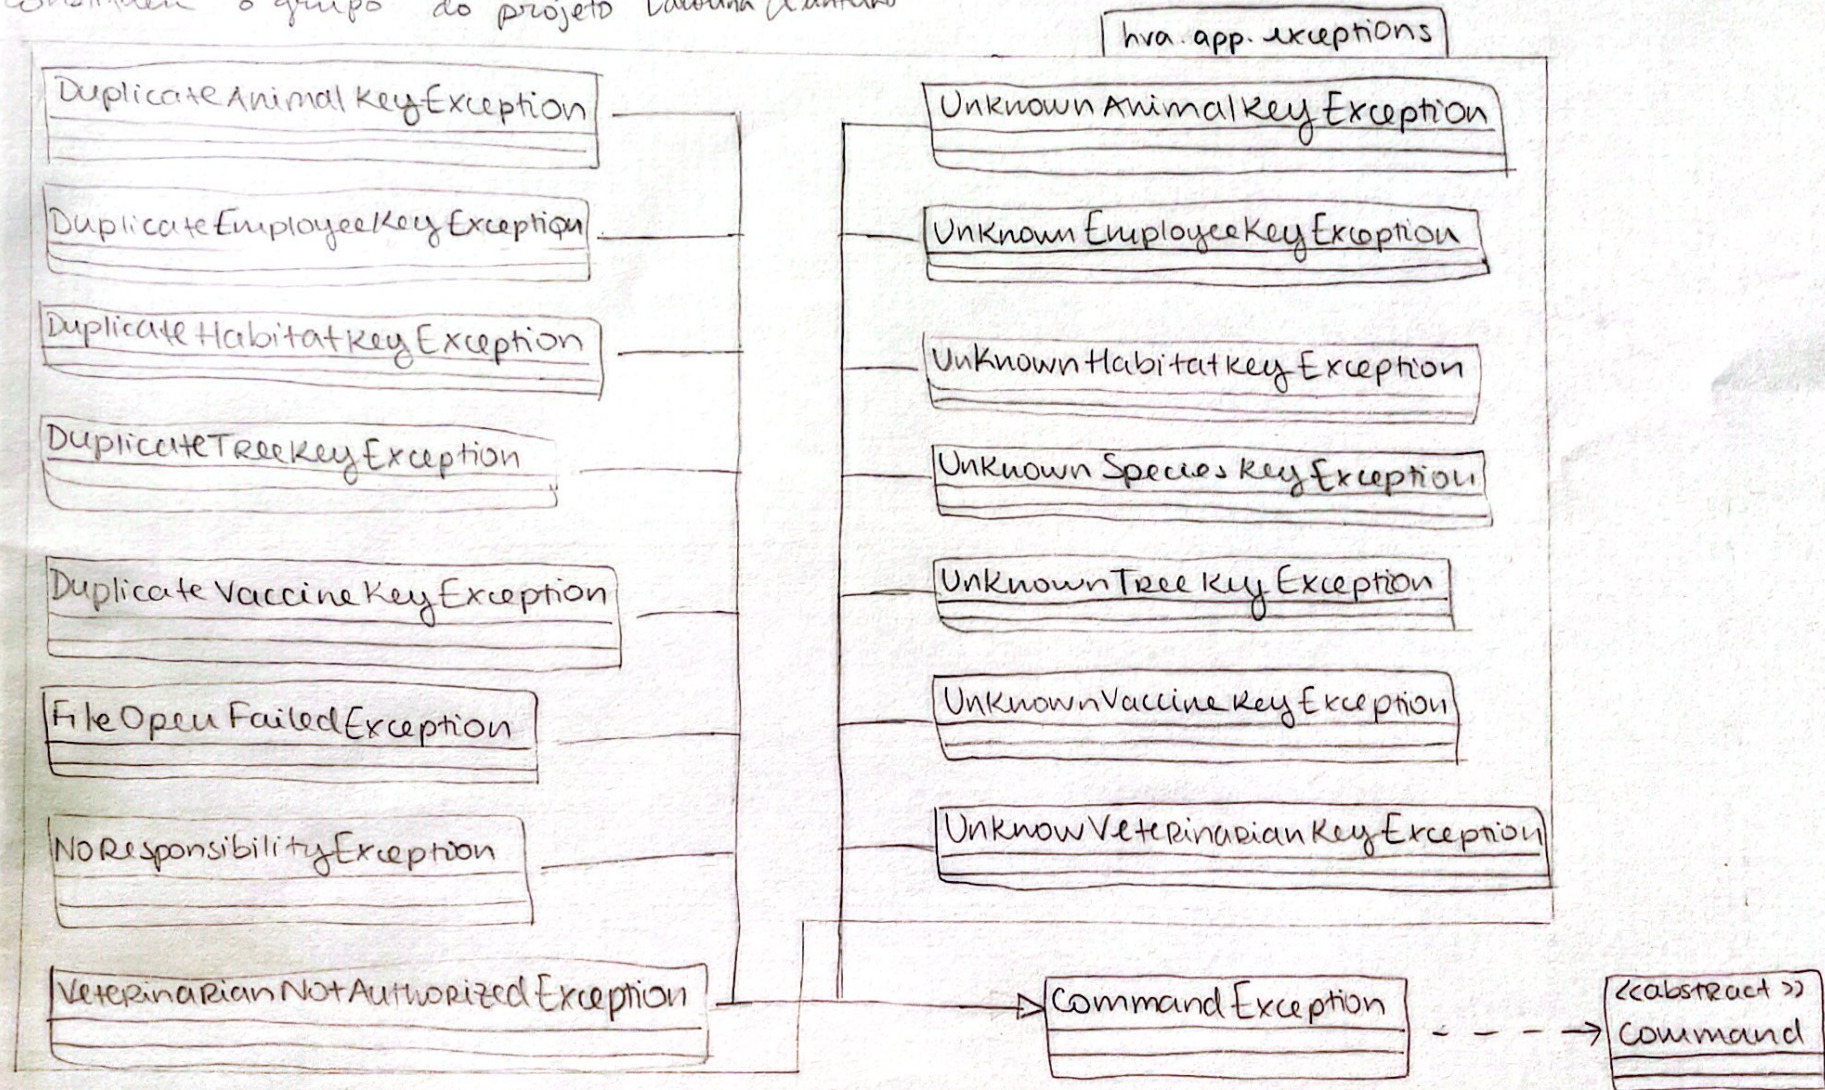 o grupo do projeto
hva.app.exceptions
DuplicateAnimalKeyException
DuplicateEmployeeKeyException
DuplicateHabitatKeyException
DuplicateTreeKeyException
DuplicateVaccineKeyException
FileOpenFailedException
NoResponsibilityException
VeterinarianNotAuthorizedException
UnknownAnimalKeyException
UnknownEmployeeKeyException
UnknownHabitatKeyException
UnknownSpeciesKeyException
UnknownTreeKeyException
UnknownVaccineKeyException
UnknowVeterinarianKeyException
CommandException
<<abstract>>
Command